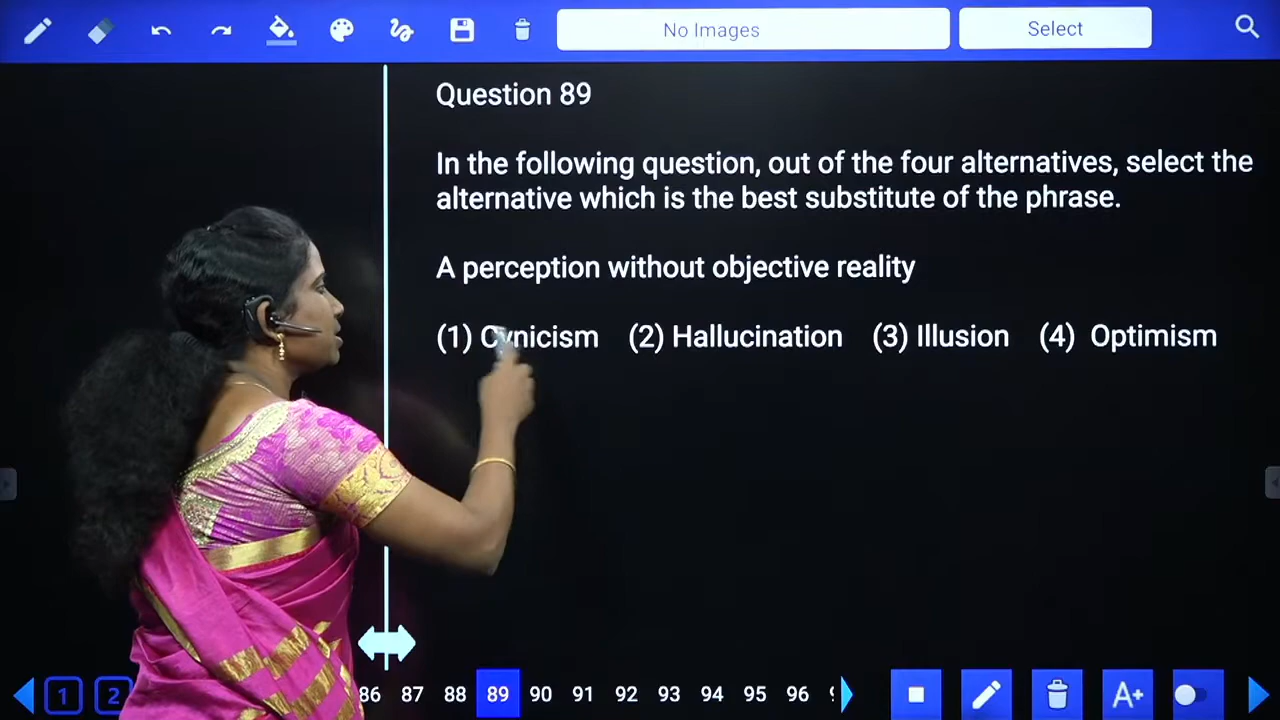 No Images
Select
Question 89
In the following question, out of the four alternatives, select the
alternative which is the best substitute of the phrase.
A perception without objective reality
(1) Cynicism (2) Hallucination (3) Illusion (4) Optimism
1 2 86 87 88 89 90 91 92 93 94 95 96
A+